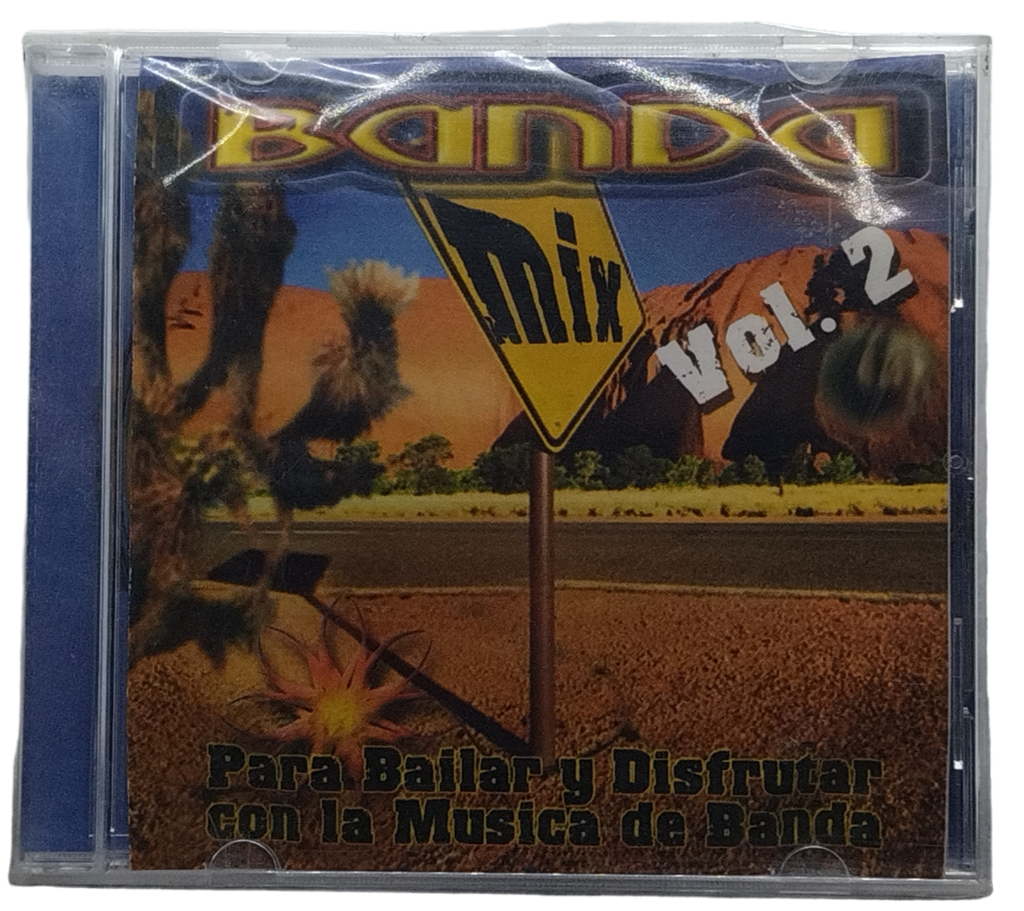 BANDA
mix
Vol. 2
Para Bailar y Disfrutar
con la Musica de Banda